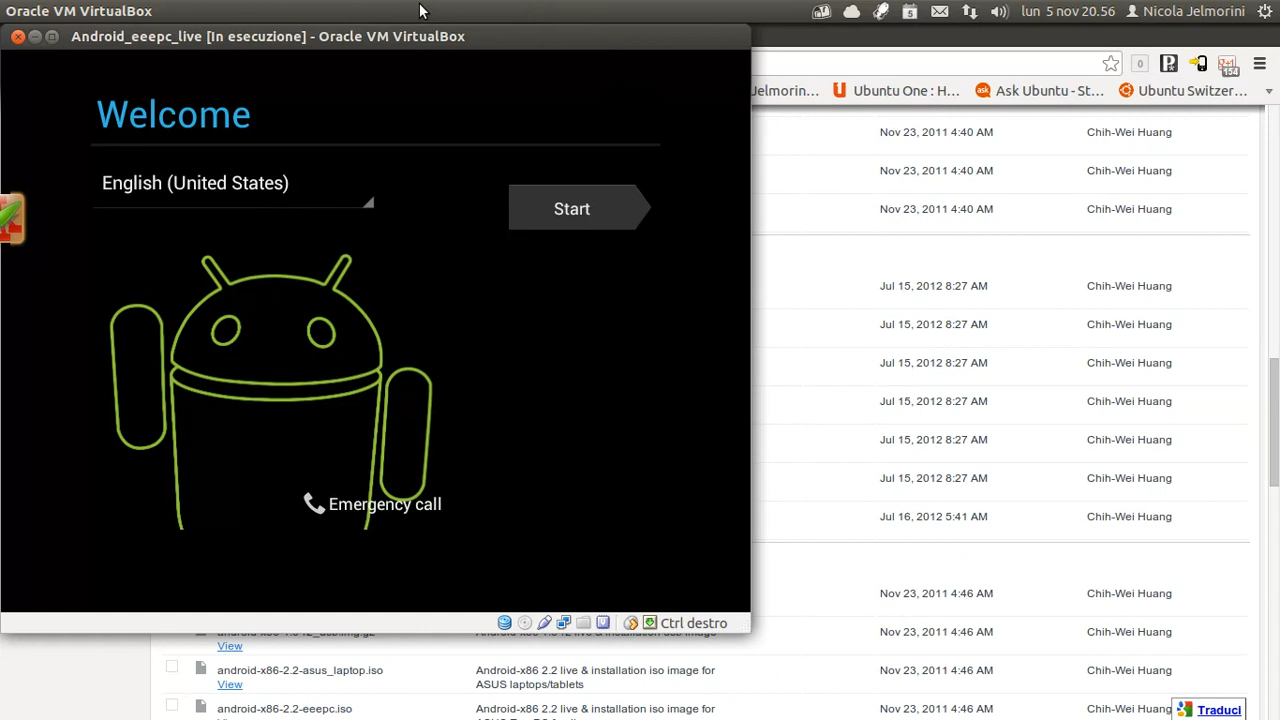 Oracle VM VirtualBox
5
lun 5 nov 20.56
Nicola Jelmorini
Android_eeepc_live [In esecuzione] - Oracle VM VirtualBox
0
+1
154
Jelmorin...
Ubuntu One : H...
ask
Ask Ubuntu - St...
Ubuntu Switzer...
Welcome
English (United States)
Start
Emergency call
Ctrl destro
Nov 23, 2011 4:40 AM Chih-Wei Huang
Nov 23, 2011 4:40 AM Chih-Wei Huang
Nov 23, 2011 4:40 AM Chih-Wei Huang
Jul 15, 2012 8:27 AM Chih-Wei Huang
Jul 15, 2012 8:27 AM Chih-Wei Huang
Jul 15, 2012 8:27 AM Chih-Wei Huang
Jul 15, 2012 8:27 AM Chih-Wei Huang
Jul 15, 2012 8:27 AM Chih-Wei Huang
Jul 15, 2012 8:27 AM Chih-Wei Huang
Jul 16, 2012 5:41 AM Chih-Wei Huang
Nov 23, 2011 4:46 AM Chih-Wei Huang
Nov 23, 2011 4:46 AM Chih-Wei Huang
View
android-x86-2.2-asus_laptop.iso Android-x86 2.2 live & installation iso image for Nov 23, 2011 4:46 AM Chih-Wei Huang
View ASUS laptops/tablets
android-x86-2.2-eeepc.iso Android-x86 2.2 live & installation iso image for Nov 23, 2011 4:46 AM Chih-Wei Huang
Traduci